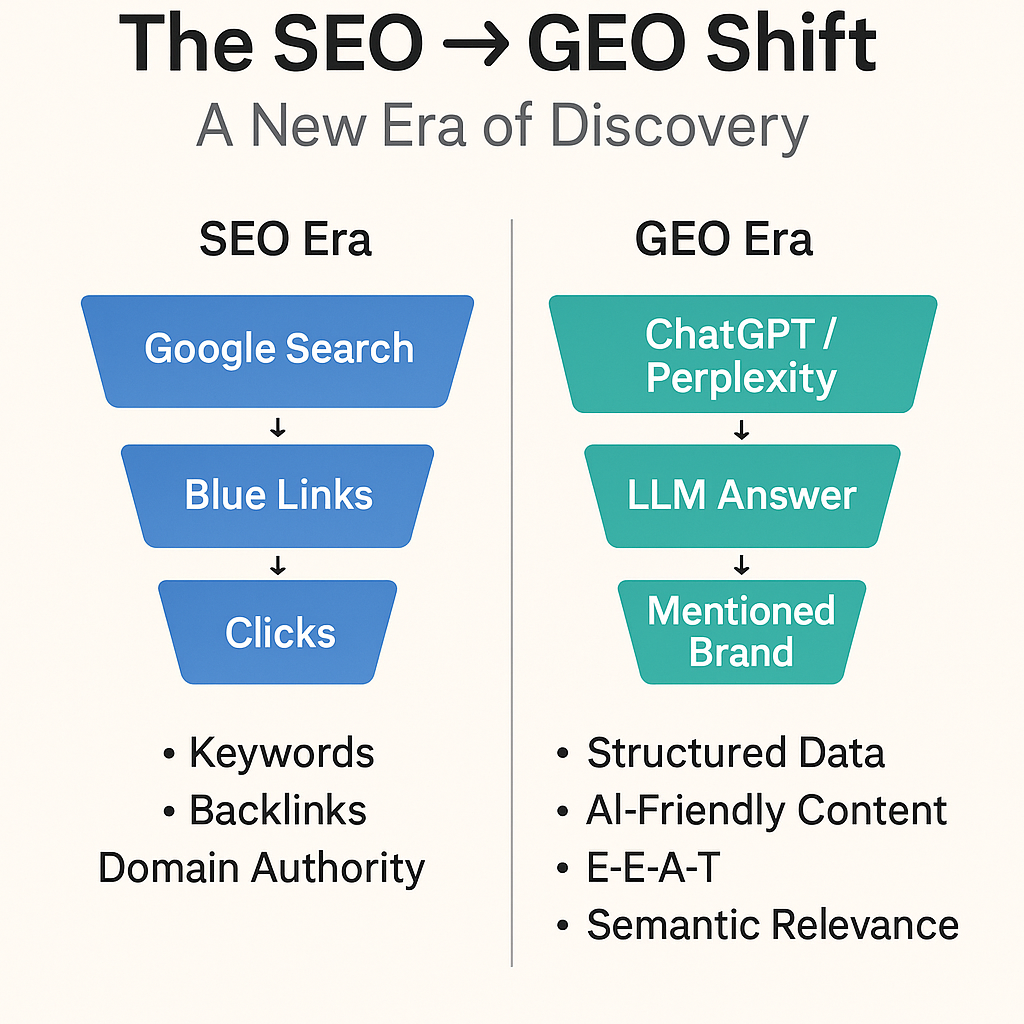 The SEO → GEO Shift
A New Era of Discovery
SEO Era
Google Search
↓
Blue Links
↓
Clicks
• Keywords
• Backlinks
Domain Authority
GEO Era
ChatGPT /
Perplexity
↓
LLM Answer
↓
Mentioned
Brand
• Structured Data
• AI-Friendly Content
• E-E-A-T
• Semantic Relevance